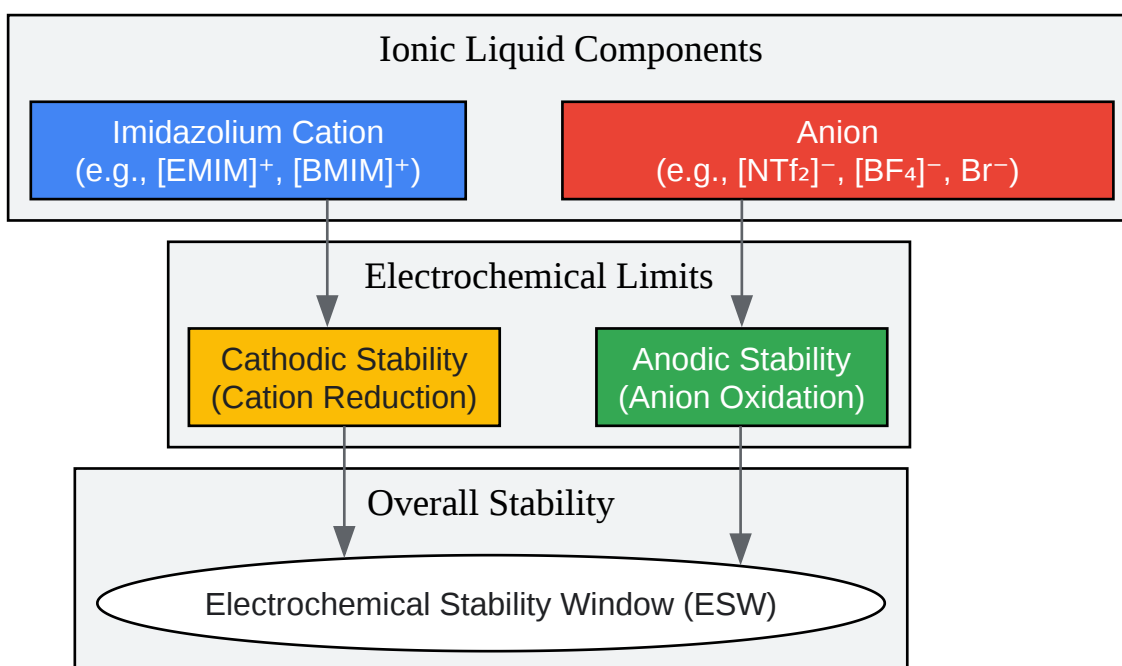 Ionic Liquid Components
Imidazolium Cation
(e.g., [EMIM]⁺, [BMIM]⁺)
Anion
(e.g., [NTf₂]⁻, [BF₄]⁻, Br⁻)
Electrochemical Limits
Cathodic Stability
(Cation Reduction)
Anodic Stability
(Anion Oxidation)
Overall Stability
Electrochemical Stability Window (ESW)